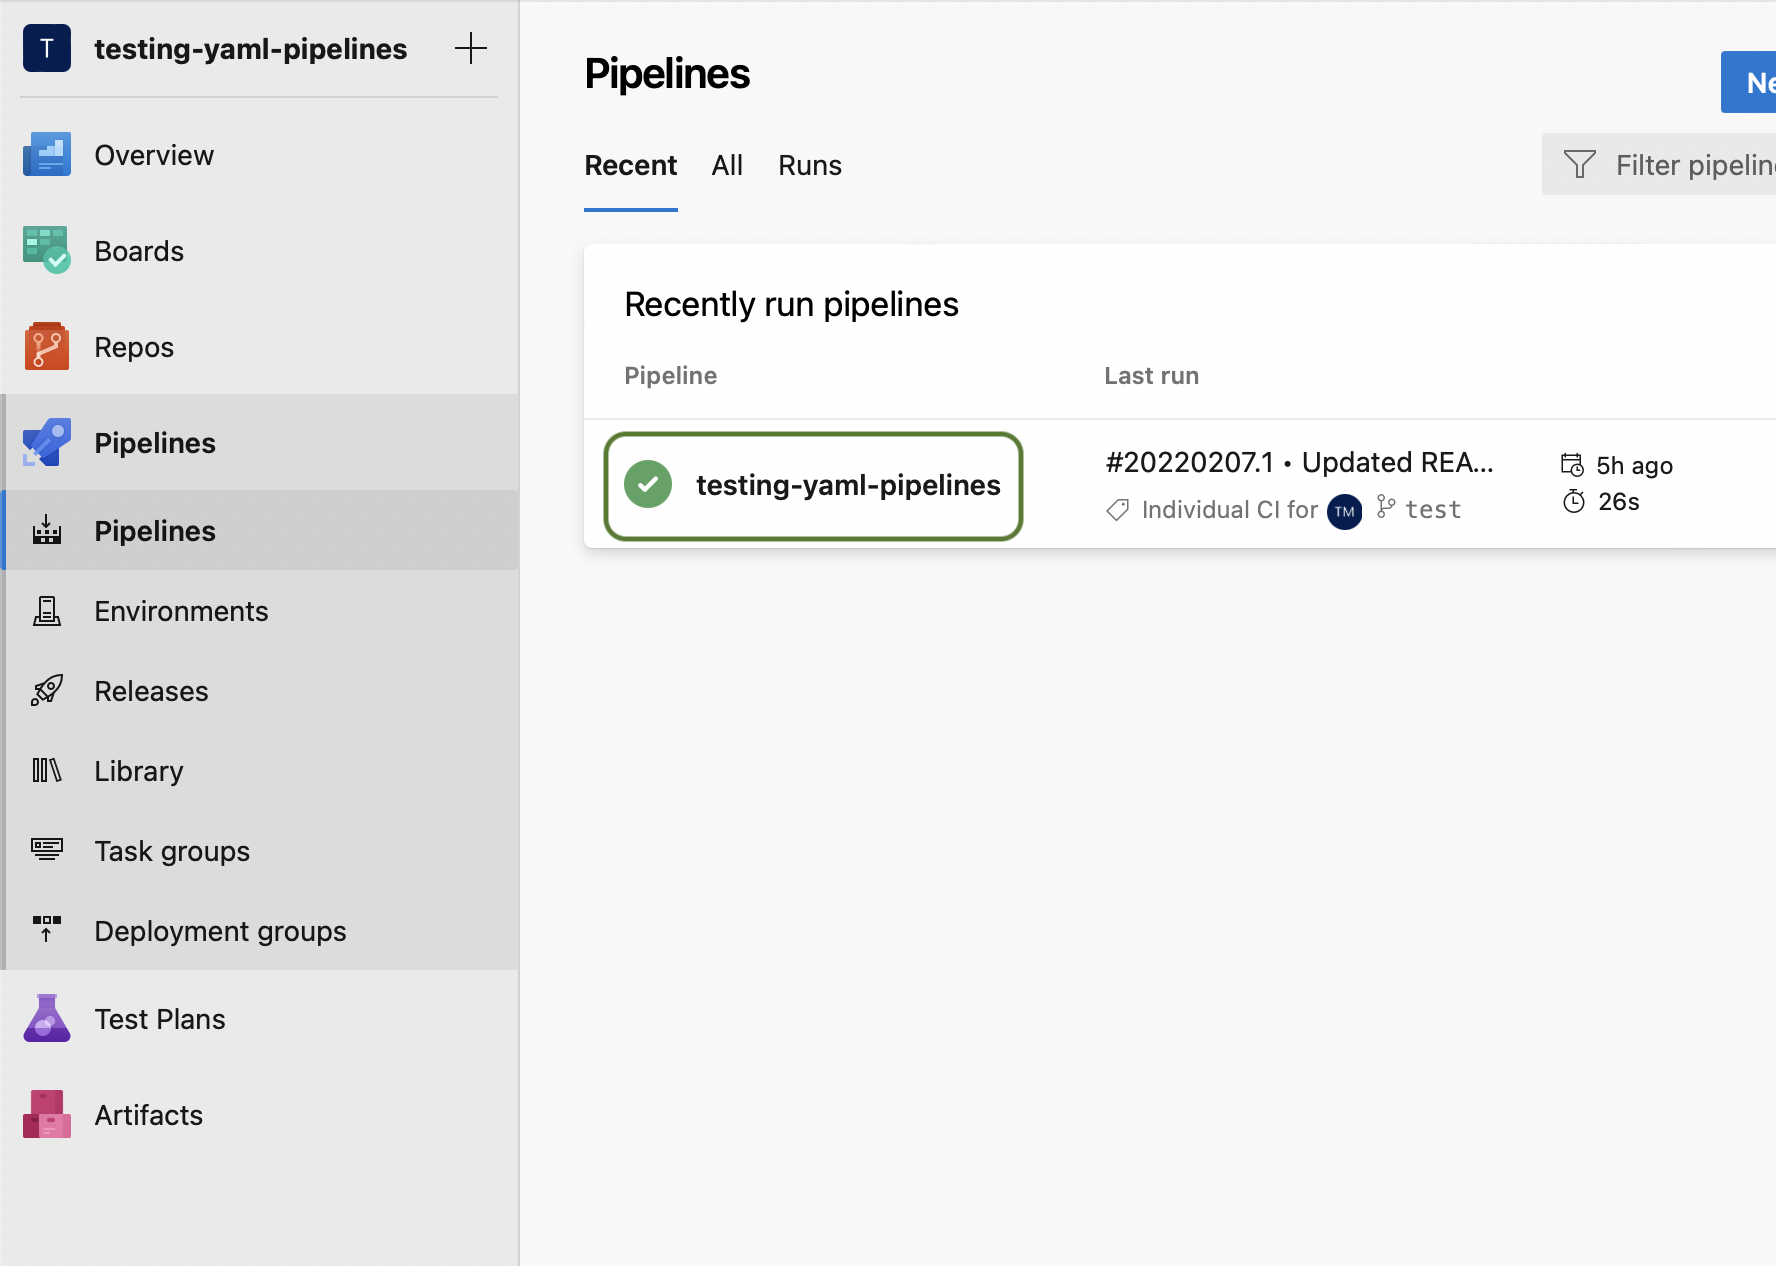 T testing-yaml-pipelines
Overview
Boards
Repos
Pipelines
Pipelines
Environments
Releases
Library
Task groups
Deployment groups
Test Plans
Artifacts
Pipelines
Ne
Recent All Runs
Filter pipelin
Recently run pipelines
Pipeline Last run
testing-yaml-pipelines
#20220207.1 • Updated REA...
Individual CI for TM test
5h ago
26s